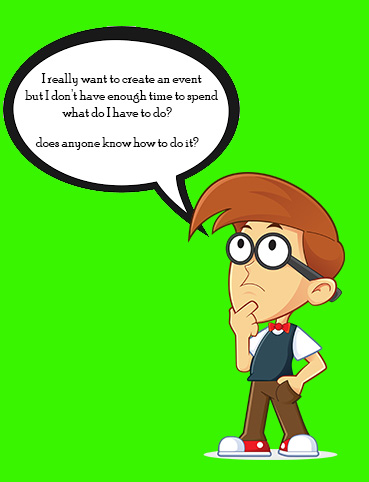 I really want to create an event
but I don't have enough time to spend
what do I have to do?
does anyone know how to do it?